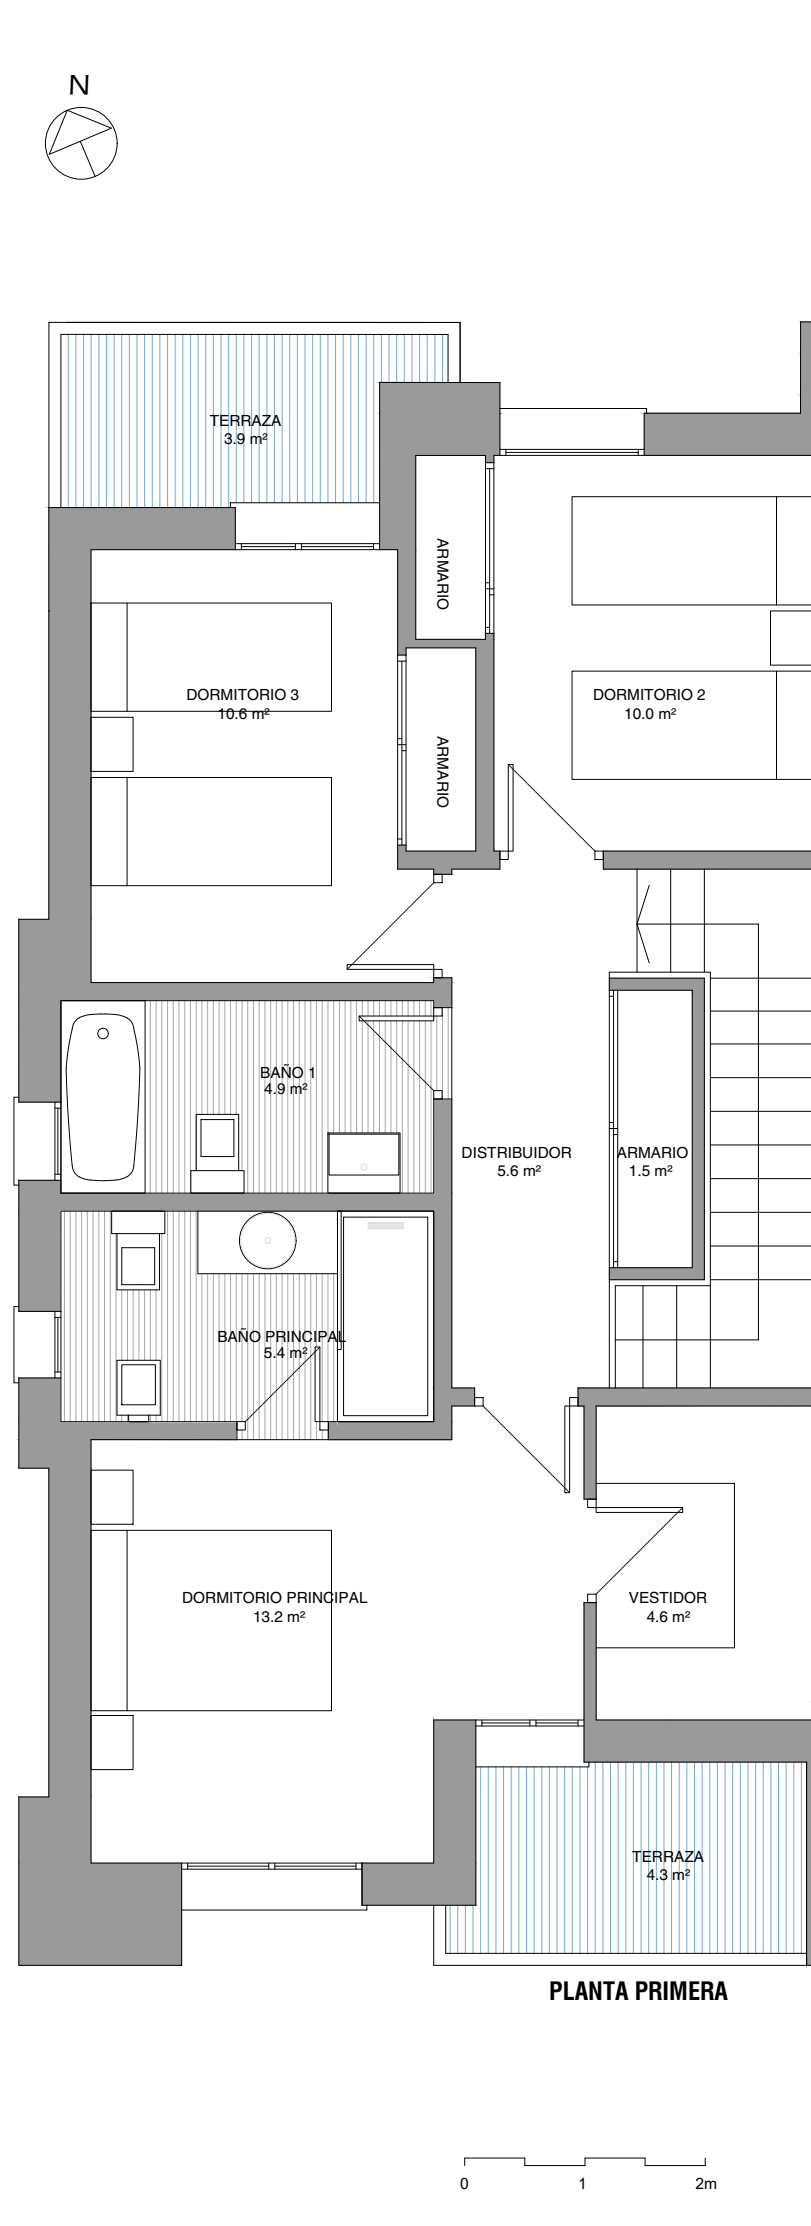 N
TERRAZA
3.9 m²
ARMARIO
DORMITORIO 3
10.6 m²
DORMITORIO 2
10.0 m²
ARMARIO
BAÑO 1
4.9 m²
DISTRIBUIDOR
5.6 m²
ARMARIO
1.5 m²
BAÑO PRINCIPAL
5.4 m²
DORMITORIO PRINCIPAL
13.2 m²
VESTIDOR
4.6 m²
TERRAZA
4.3 m²
PLANTA PRIMERA
0 1 2m